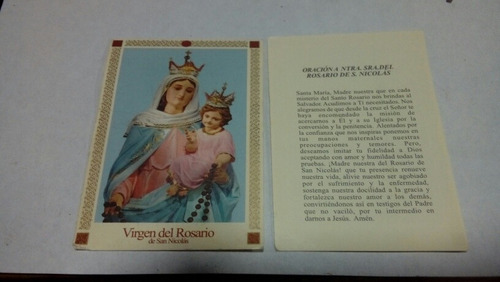 Virgen del Rosario
de San Nicolás
ORACIÓN A NTRA. SRA.DEL
ROSARIO DE S. NICOLAS
Santa María, Madre nuestra que en cada
misterio del Santo Rosario nos brindas al
Salvador. Acudimos a Ti necesitados. Nos
alegramos de que desde la cruz el Señor te
haya encomendado la misión de
acercarnos a El y a su Iglesia por la
conversión y la penitencia. Alentados por
la confianza que nos inspiras ponemos en
tus manos maternales nuestras
preocupaciones y temores. Pero,
deseamos imitar tu fidelidad a Dios
aceptando con amor y humildad todas las
pruebas. ¡Madre nuestra del Rosario de
San Nicolás! que tu presencia renueve
nuestra vida, alivie nuestro ser agobiado
por el sufrimiento y la enfermedad,
sostenga nuestra docilidad a la gracia y
fortalezca nuestro amor a los demás,
convirtiéndonos así en testigos del Padre
que no vaciló, por tu intermedio en
darnos a Jesús. Amén.